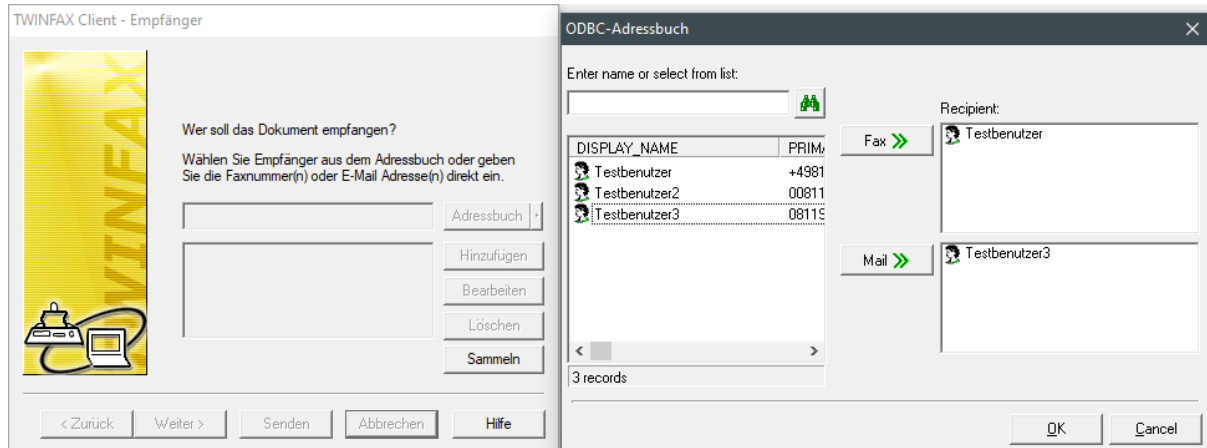 TWINFAX Client - Empfänger
TWINFAX
Wer soll das Dokument empfangen?
Wählen Sie Empfänger aus dem Adressbuch oder geben
Sie die Faxnummer(n) oder E-Mail Adresse(n) direkt ein.
Adressbuch
Hinzufügen
Bearbeiten
Löschen
Sammeln
< Zurück
Weiter >
Senden
Abbrechen
Hilfe
ODBC-Adressbuch
Enter name or select from list:
DISPLAY_NAME PRIMA
Testbenutzer +4981
Testbenutzer2 00811
Testbenutzer3 08119
3 records
Fax
Mail
Recipient:
Testbenutzer
Testbenutzer3
OK
Cancel